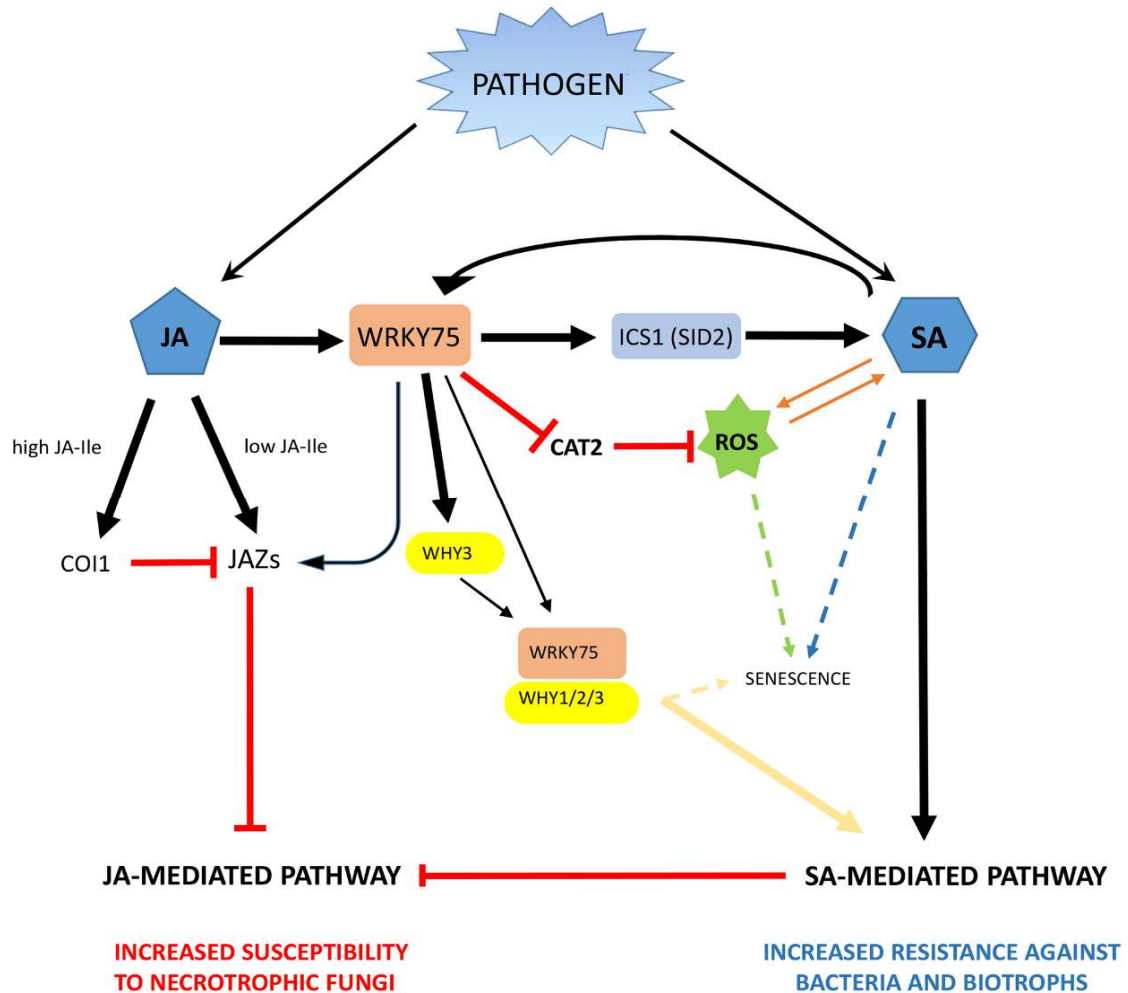 PATHOGEN
JA
WRKY75
ICS1 (SID2)
SA
high JA-Ile
low JA-Ile
CAT2
ROS
COI1
JAZs
WHY3
WRKY75
WHY1/2/3
SENESCENCE
JA-MEDIATED PATHWAY
SA-MEDIATED PATHWAY
INCREASED SUSCEPTIBILITY
TO NECROTROPHIC FUNGI
INCREASED RESISTANCE AGAINST
BACTERIA AND BIOTROPHS